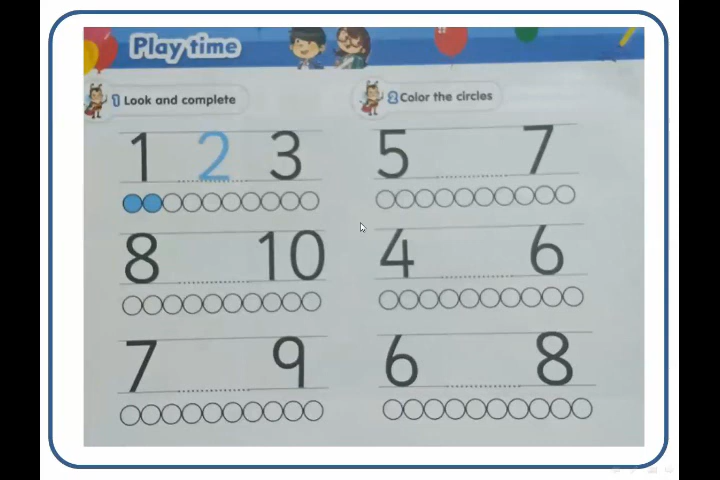 Play time
1 Look and complete
2 Color the circles
1 2 3
5 7
8 10
4 6
7 9
6 8